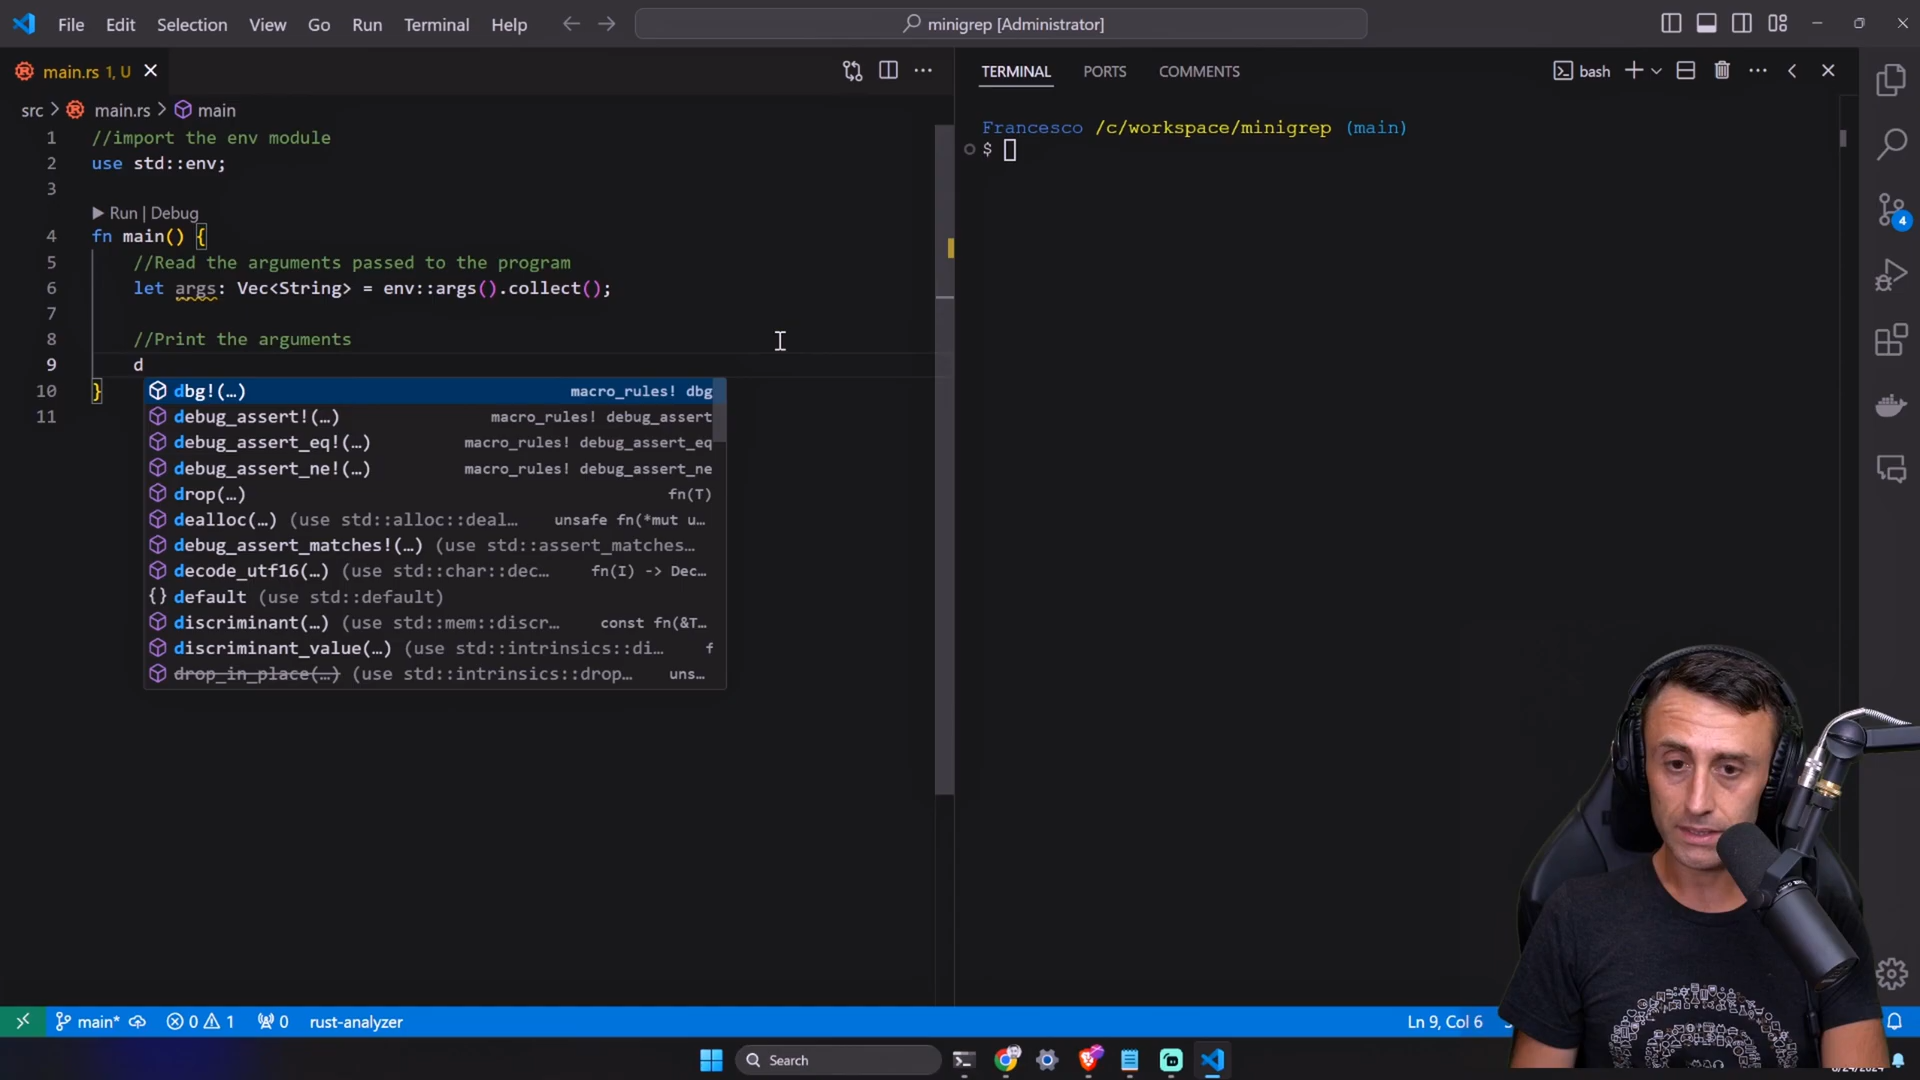 File Edit Selection View Go Run Terminal Help
minigrep [Administrator]
main.rs 1, U
src > main.rs > main
1 //import the env module
2 use std::env;
3
Run | Debug
4 fn main() {
5 //Read the arguments passed to the program
6 let args: Vec<String> = env::args().collect();
7
8 //Print the arguments
9 d
10 }
11
dbg!(…) macro_rules! dbg
debug_assert!(…) macro_rules! debug_assert
debug_assert_eq!(…) macro_rules! debug_assert_eq
debug_assert_ne!(…) macro_rules! debug_assert_ne
drop(…) fn(T)
dealloc(…) (use std::alloc::deal… unsafe fn(*mut u…
debug_assert_matches!(…) (use std::assert_matches…
decode_utf16(…) (use std::char::dec… fn(I) -> Dec…
{} default (use std::default)
discriminant(…) (use std::mem::discr… const fn(&T…
discriminant_value(…) (use std::intrinsics::di… f
drop_in_place(…) (use std::intrinsics::drop… uns…
TERMINAL PORTS COMMENTS
bash
Francesco /c/workspace/minigrep (main)
$
4
main* 0 1 0 rust-analyzer
Ln 9, Col 6
Search